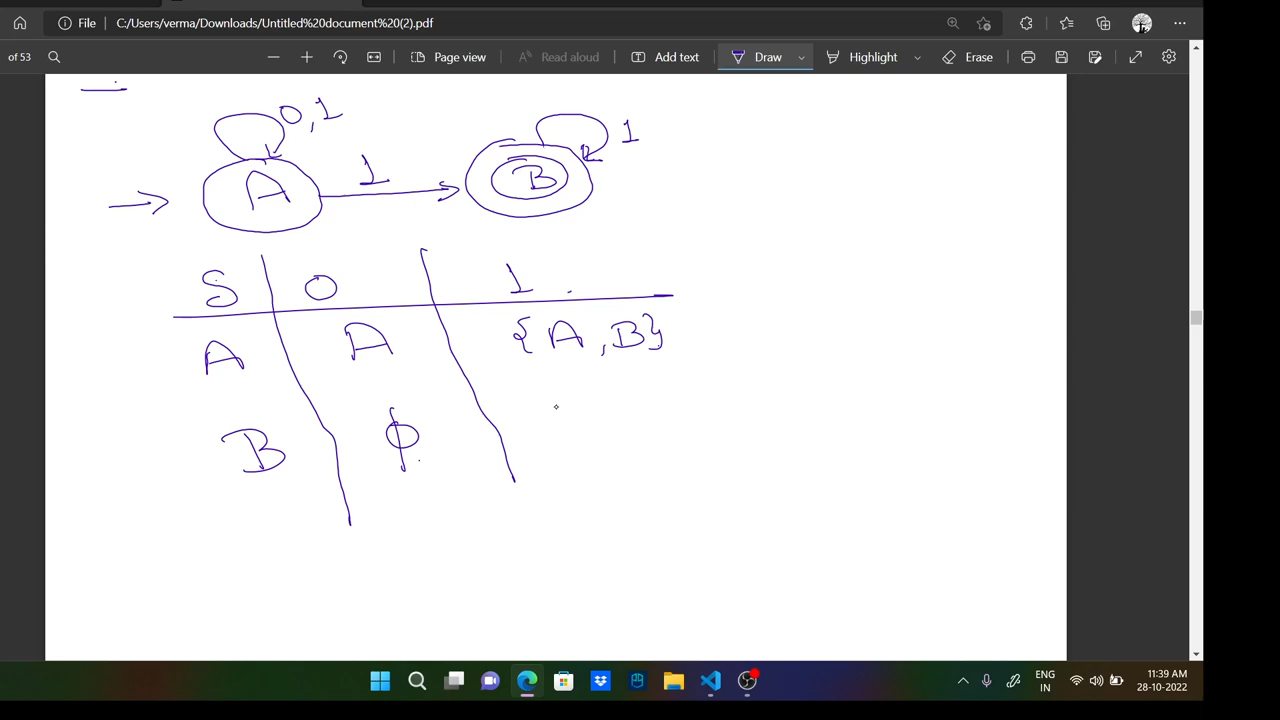 File C:/Users/verma/Downloads/Untitled%20document%20(2).pdf
of 53 Page view Read aloud Add text Draw Highlight Erase
0,1
1
A 1 B
S 0 1
A A {A,B}
B ϕ
ENG 11:39 AM
IN 28-10-2022